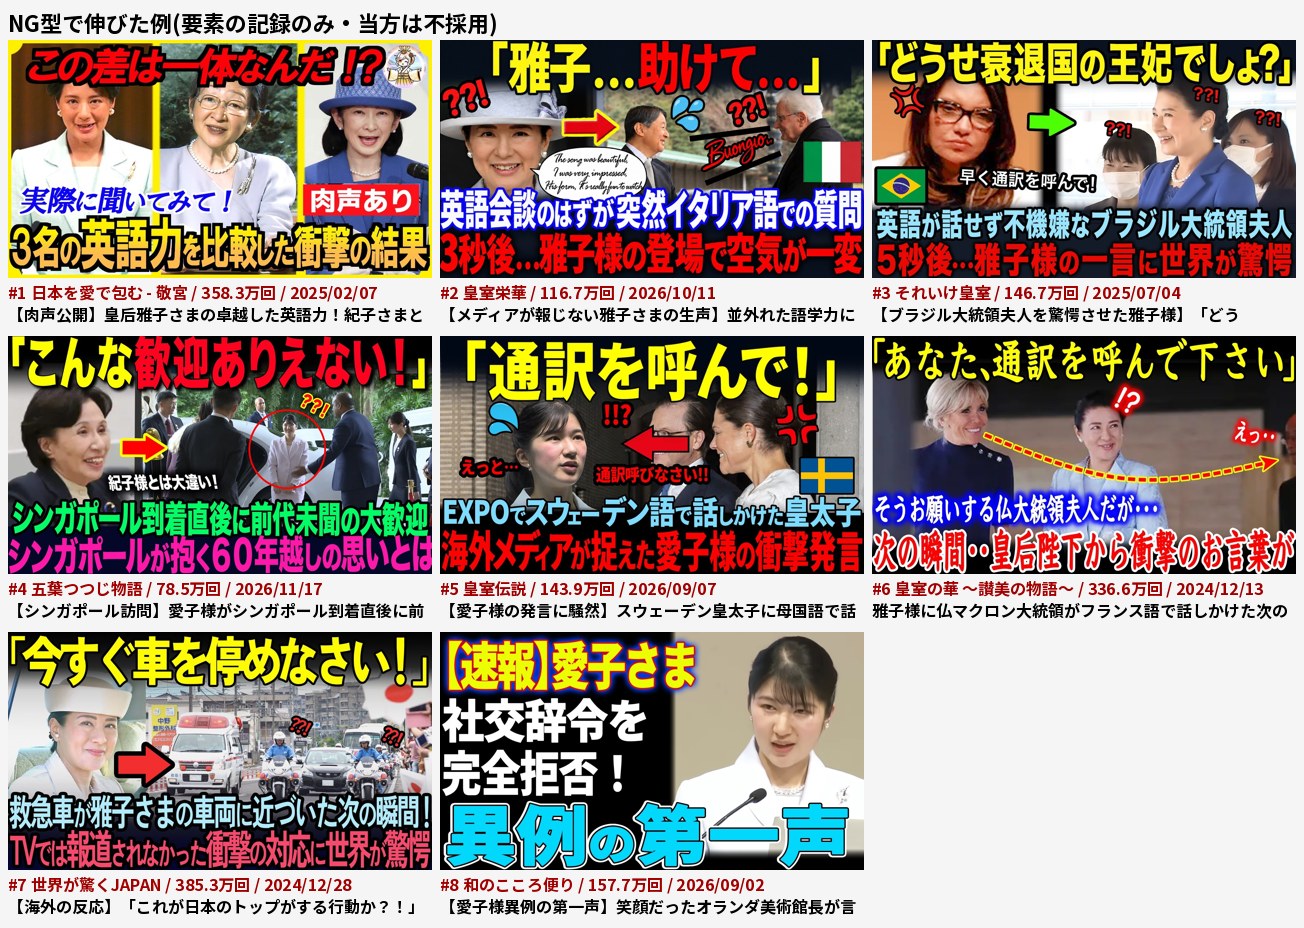 NG型で伸びた例(要素の記録のみ・当方は不採用)
この差は一体なんだ!?
実際に聞いてみて!
肉声あり
3名の英語力を比較した衝撃の結果
#1 日本を愛で包む - 敬宮 / 358.3万回 / 2025/02/07
【肉声公開】皇后雅子さまの卓越した英語力!紀子さまと
「雅子…助けて…」
??!
??!
Buongio..
The song was beautiful,
I was very impressed,
His form, It's really fun to watch
英語会談のはずが突然イタリア語での質問
3秒後…雅子様の登場で空気が一変
#2 皇室栄華 / 116.7万回 / 2026/10/11
【メディアが報じない雅子さまの生声】並外れた語学力に
「どうせ衰退国の王妃でしょ?」
??!
??!
??!
早く通訳を呼んで!
英語が話せず不機嫌なブラジル大統領夫人
5秒後…雅子様の一言に世界が驚愕
#3 それいけ皇室 / 146.7万回 / 2025/07/04
【ブラジル大統領夫人を驚愕させた雅子様】「どう
「こんな歓迎ありえない!」
??!
紀子様とは大違い!
シンガポール到着直後に前代未聞の大歓迎
シンガポールが抱く60年越しの思いとは
#4 五葉つつじ物語 / 78.5万回 / 2026/11/17
【シンガポール訪問】愛子様がシンガポール到着直後に前
「通訳を呼んで!」
!!?
えっと…
通訳呼びなさい!!
EXPOでスウェーデン語で話しかけた皇太子
海外メディアが捉えた愛子様の衝撃発言
#5 皇室伝説 / 143.9万回 / 2026/09/07
【愛子様の発言に騒然】スウェーデン皇太子に母国語で話
「あなた、通訳を呼んで下さい」
!?
えっ‥
そうお願いする仏大統領夫人だが・・・
次の瞬間‥皇后陛下から衝撃のお言葉が
#6 皇室の華 〜讃美の物語〜 / 336.6万回 / 2024/12/13
雅子様に仏マクロン大統領がフランス語で話しかけた次の
「今すぐ車を停めなさい!」
??!
??!
救急車が雅子さまの車両に近づいた次の瞬間!
TVでは報道されなかった衝撃の対応に世界が驚愕
#7 世界が驚くJAPAN / 385.3万回 / 2024/12/28
【海外の反応】「これが日本のトップがする行動か?!」
【速報】愛子さま
社交辞令を
完全拒否!
異例の第一声
#8 和のこころ便り / 157.7万回 / 2026/09/02
【愛子様異例の第一声】笑顔だったオランダ美術館長が言